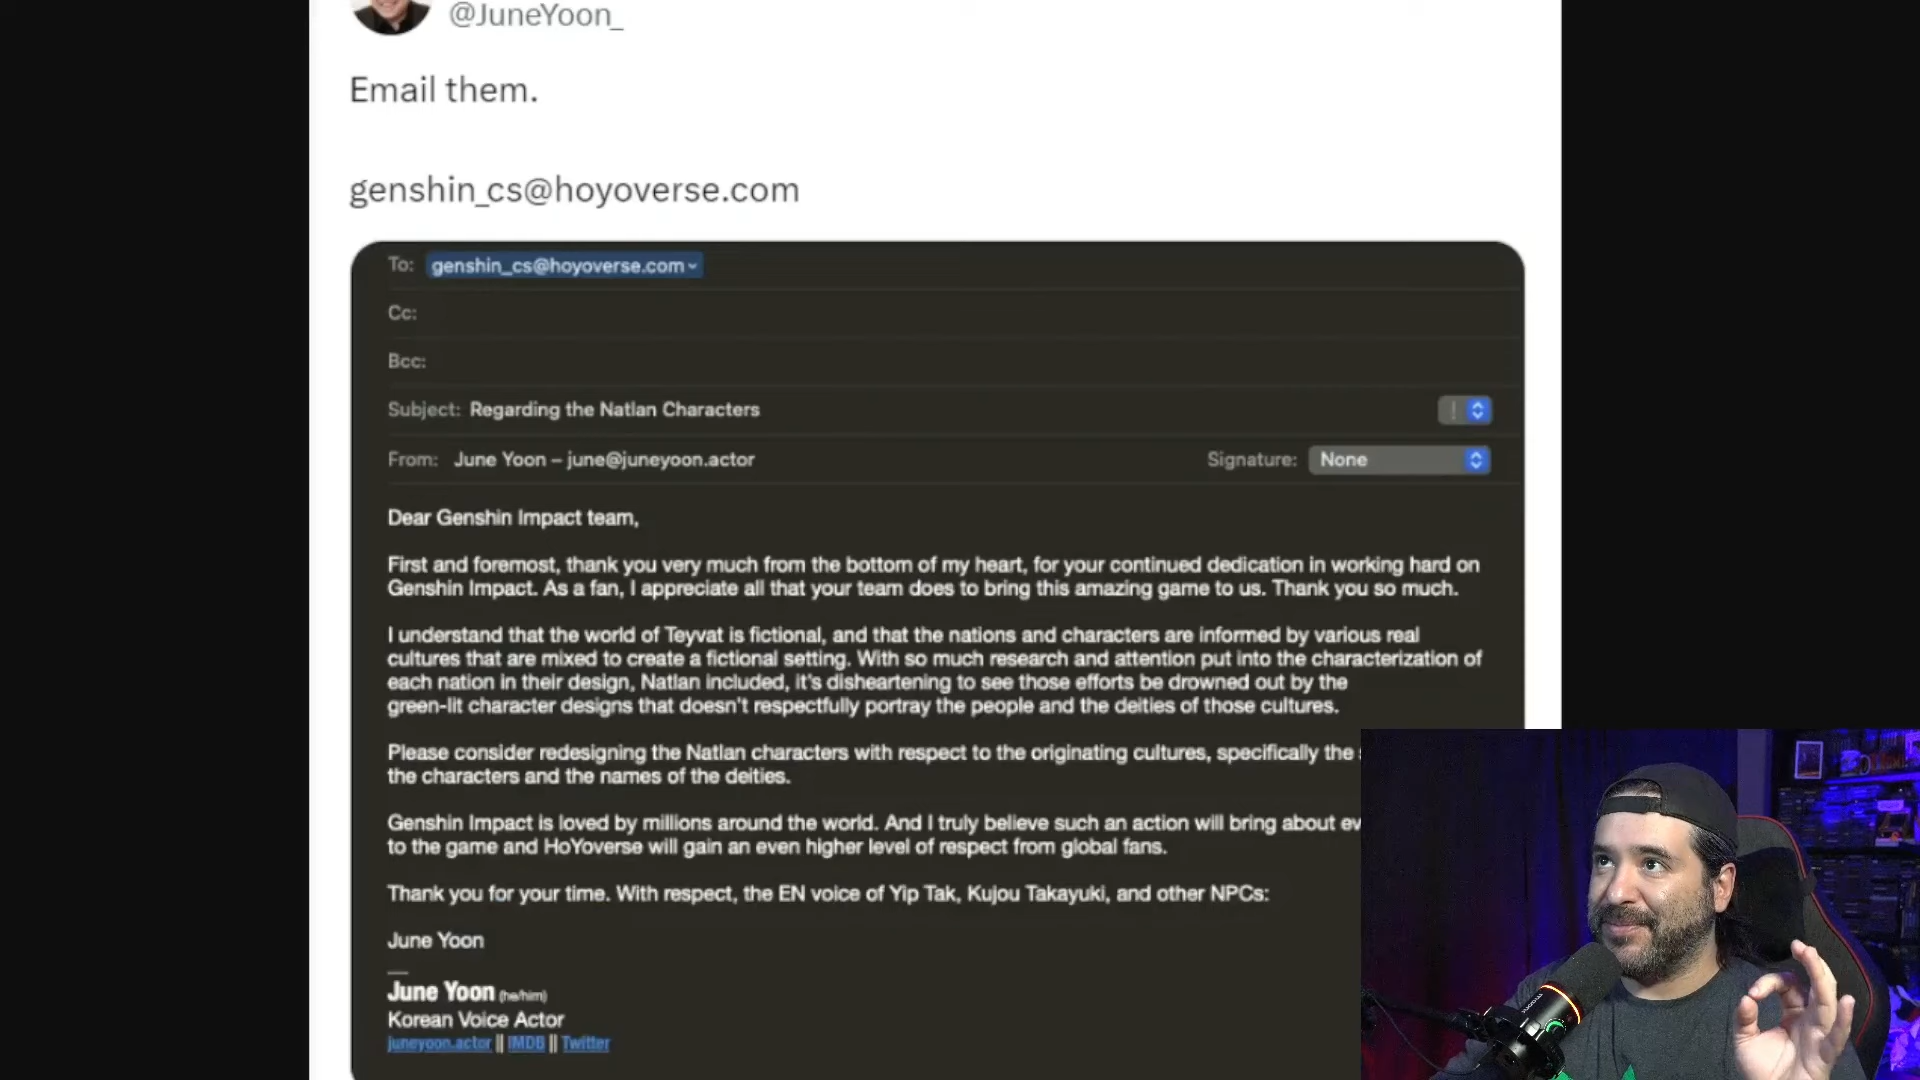 @JuneYoon_
Email them.
genshin_cs@hoyoverse.com
To: genshin_cs@hoyoverse.com
Cc:
Bcc:
Subject: Regarding the Natlan Characters
From: June Yoon – june@juneyoon.actor
Signature: None
Dear Genshin Impact team,
First and foremost, thank you very much from the bottom of my heart, for your continued dedication in working hard on
Genshin Impact. As a fan, I appreciate all that your team does to bring this amazing game to us. Thank you so much.
I understand that the world of Teyvat is fictional, and that the nations and characters are informed by various real
cultures that are mixed to create a fictional setting. With so much research and attention put into the characterization of
each nation in their design, Natlan included, it's disheartening to see those efforts be drowned out by the
green-lit character designs that doesn't respectfully portray the people and the deities of those cultures.
Please consider redesigning the Natlan characters with respect to the originating cultures, specifically the
the characters and the names of the deities.
Genshin Impact is loved by millions around the world. And I truly believe such an action will bring about
to the game and HoYoverse will gain an even higher level of respect from global fans.
Thank you for your time. With respect, the EN voice of Yip Tak, Kujou Takayuki, and other NPCs:
June Yoon
—
June Yoon (he/him)
Korean Voice Actor
juneyoon.actor || IMDB || Twitter